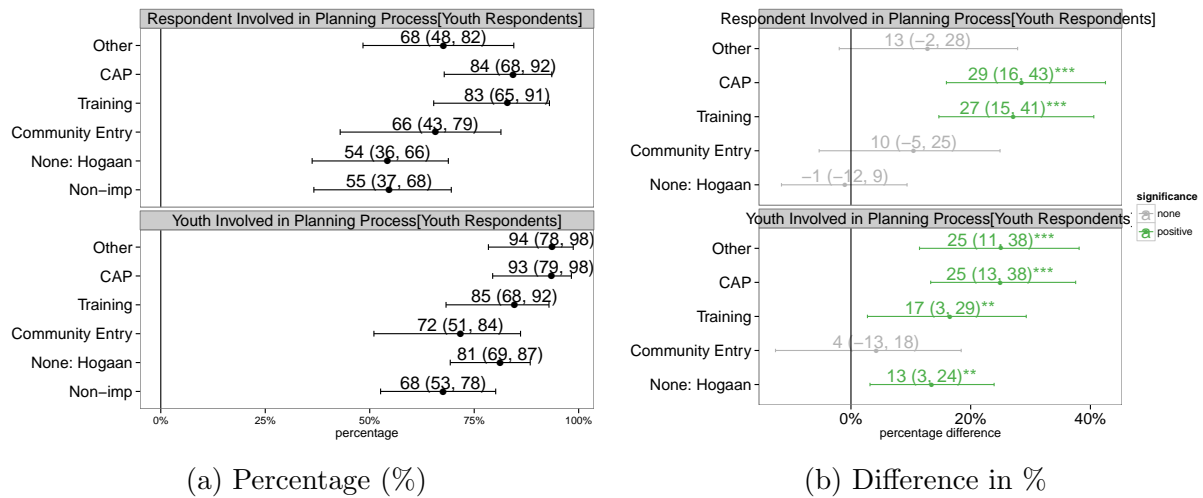 Respondent Involved in Planning Process[Youth Respondents]
Other
68 (48, 82)
CAP
84 (68, 92)
Training
83 (65, 91)
Community Entry
66 (43, 79)
None: Hogaan
54 (36, 66)
Non−imp
55 (37, 68)
Youth Involved in Planning Process[Youth Respondents]
Other
94 (78, 98)
CAP
93 (79, 98)
Training
85 (68, 92)
Community Entry
72 (51, 84)
None: Hogaan
81 (69, 87)
Non−imp
68 (53, 78)
0% 25% 50% 75% 100%
percentage
(a) Percentage (%)
Respondent Involved in Planning Process[Youth Respondents]
Other
13 (−2, 28)
CAP
29 (16, 43)***
Training
27 (15, 41)***
Community Entry
10 (−5, 25)
None: Hogaan
−1 (−12, 9)
Youth Involved in Planning Process[Youth Respondents]
Other
25 (11, 38)***
CAP
25 (13, 38)***
Training
17 (3, 29)**
Community Entry
4 (−13, 18)
None: Hogaan
13 (3, 24)**
0% 20% 40%
percentage difference
significance
a none
a positive
(b) Difference in %